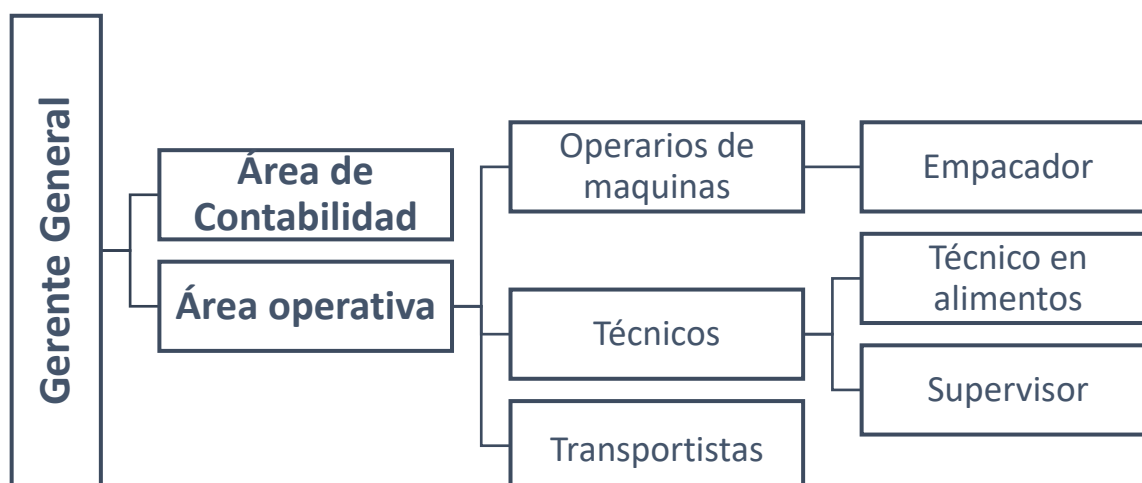 Gerente General
Área de
Contabilidad
Área operativa
Operarios de
maquinas
Técnicos
Transportistas
Empacador
Técnico en
alimentos
Supervisor